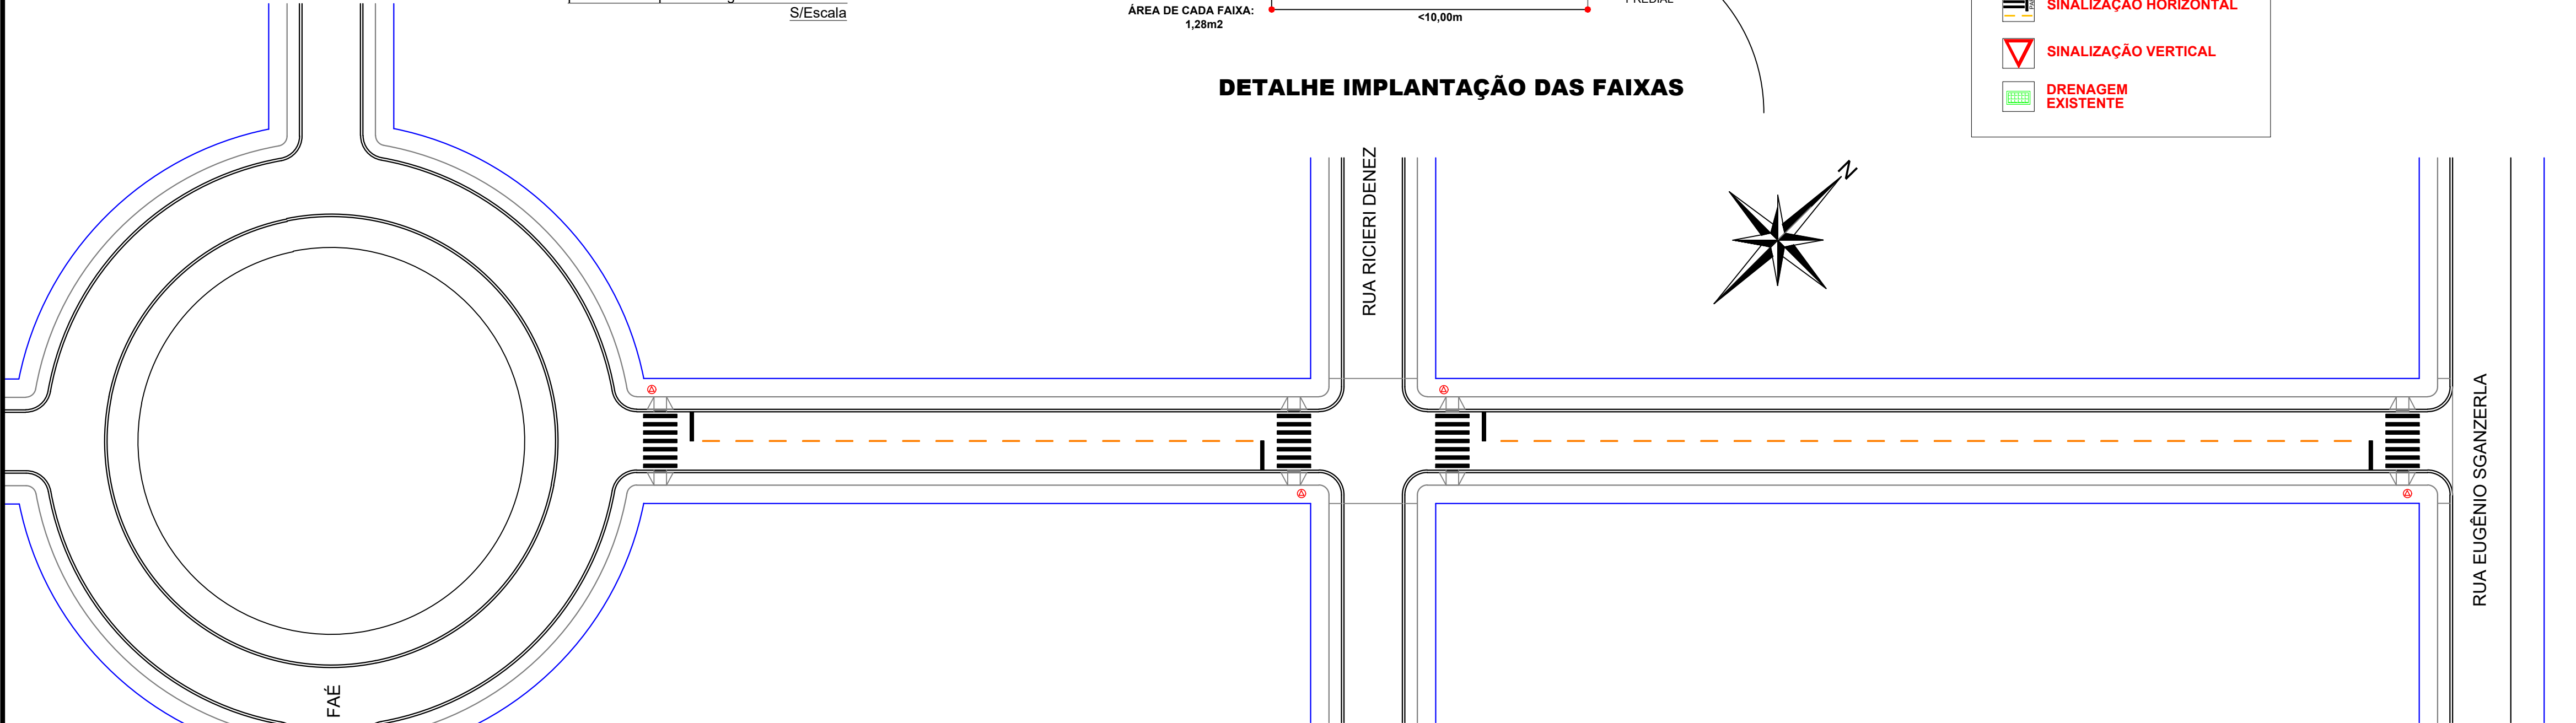 S/Escala
ÁREA DE CADA FAIXA:
1,28m2
<10,00m
PREDIAL
SINALIZAÇÃO HORIZONTAL
SINALIZAÇÃO VERTICAL
DRENAGEM
EXISTENTE
DETALHE IMPLANTAÇÃO DAS FAIXAS
N
RUA RICIERI DENEZ
RUA EUGÊNIO SGANZERLA
FAÉ